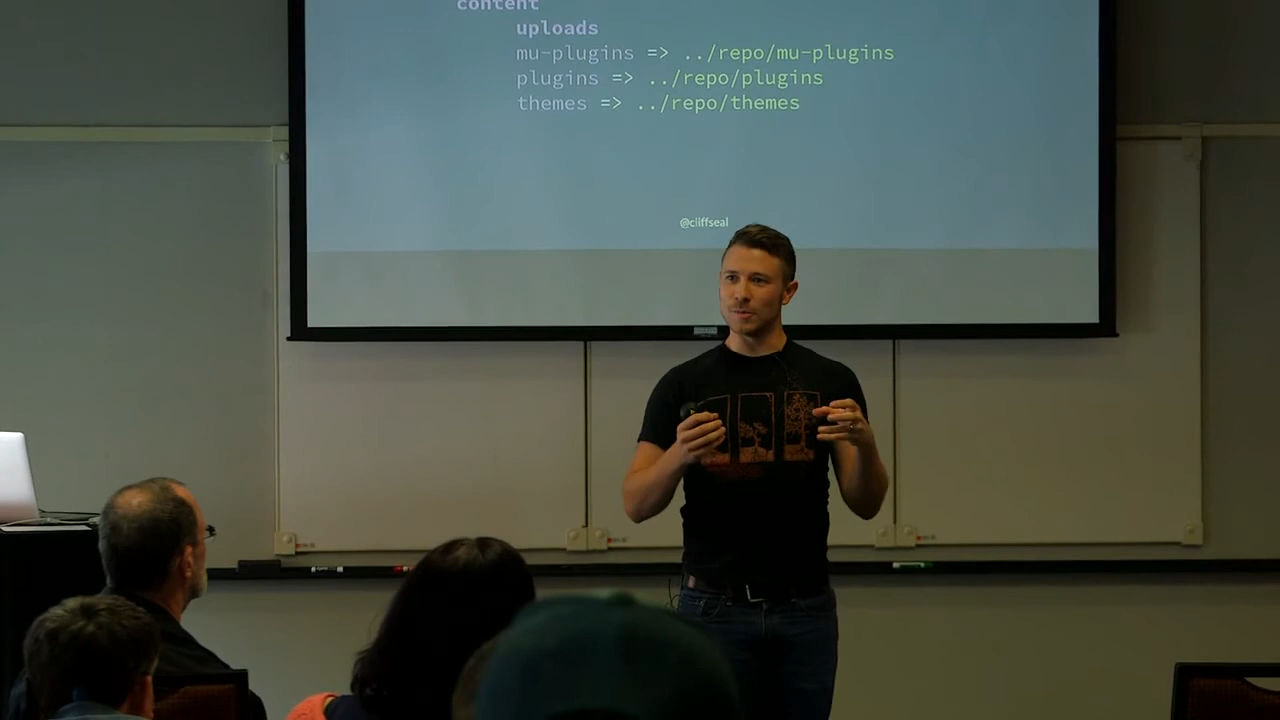 content
uploads
mu-plugins => ../repo/mu-plugins
plugins => ../repo/plugins
themes => ../repo/themes
@cliffseal